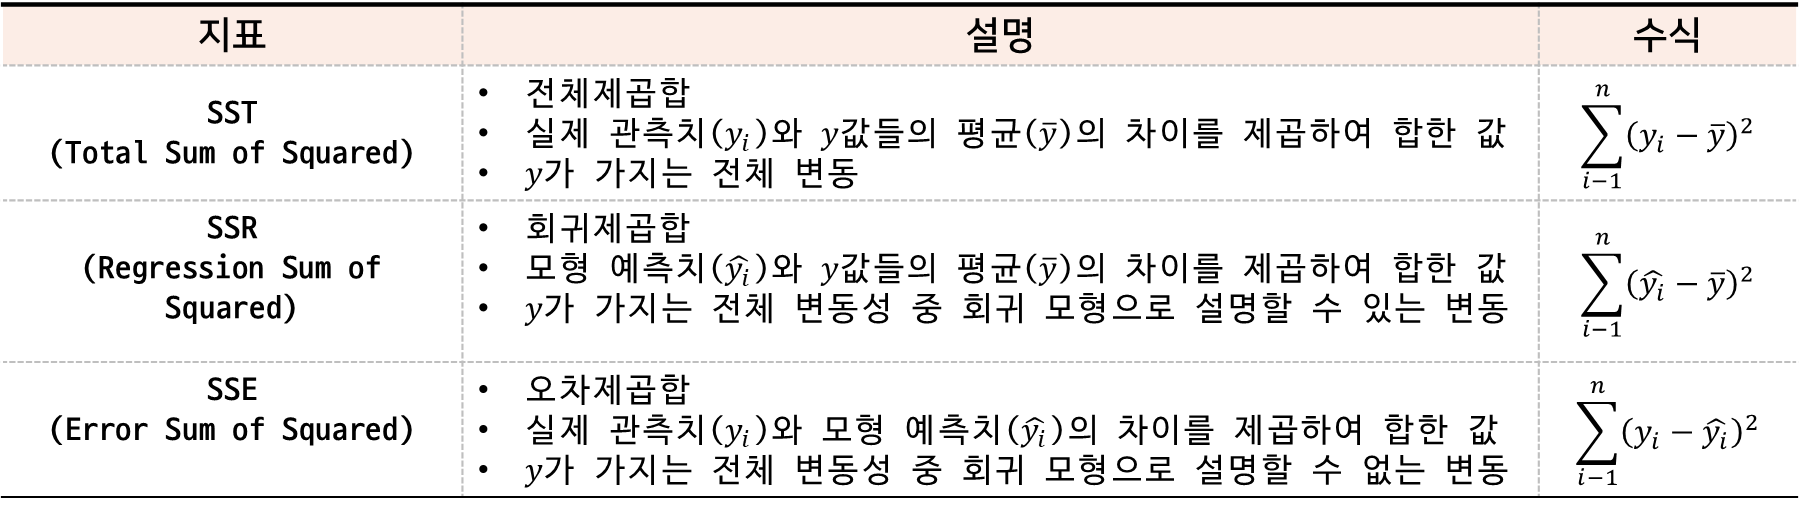 지표 설명 수식
SST
(Total Sum of Squared)
• 전체제곱합
• 실제 관측치(y_i)와 y값들의 평균(ȳ)의 차이를 제곱하여 합한 값
• y가 가지는 전체 변동
n
∑(y_i − ȳ)²
i−1
SSR
(Regression Sum of
Squared)
• 회귀제곱합
• 모형 예측치(ŷ_i)와 y값들의 평균(ȳ)의 차이를 제곱하여 합한 값
• y가 가지는 전체 변동성 중 회귀 모형으로 설명할 수 있는 변동
n
∑(ŷ_i − ȳ)²
i−1
SSE
(Error Sum of Squared)
• 오차제곱합
• 실제 관측치(y_i)와 모형 예측치(ŷ_i)의 차이를 제곱하여 합한 값
• y가 가지는 전체 변동성 중 회귀 모형으로 설명할 수 없는 변동
n
∑(y_i − ŷ_i)²
i−1